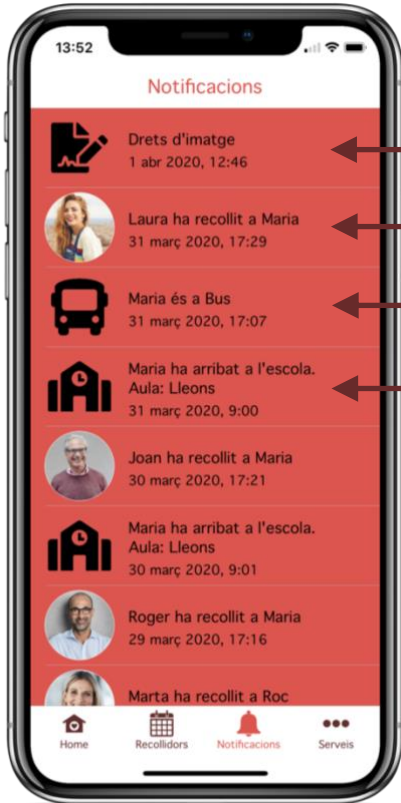 13:52
Notificacions
Drets d'imatge
1 abr 2020, 12:46
Laura ha recollit a Maria
31 març 2020, 17:29
Maria és a Bus
31 març 2020, 17:07
Maria ha arribat a l'escola.
Aula: Lleons
31 març 2020, 9:00
Joan ha recollit a Maria
30 març 2020, 17:21
Maria ha arribat a l'escola.
Aula: Lleons
30 març 2020, 9:01
Roger ha recollit a Maria
29 març 2020, 17:16
Marta ha recollit a Roc
Home Recollidors Notificacions Serveis